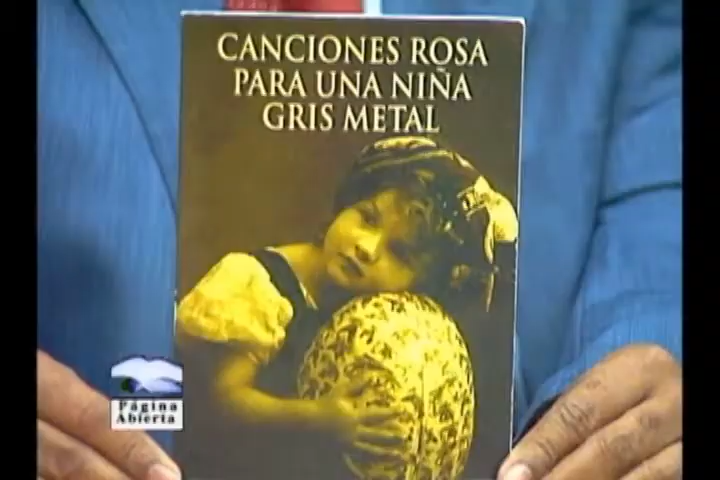 CANCIONES ROSA
PARA UNA NIÑA
GRIS METAL
Página
Abierta